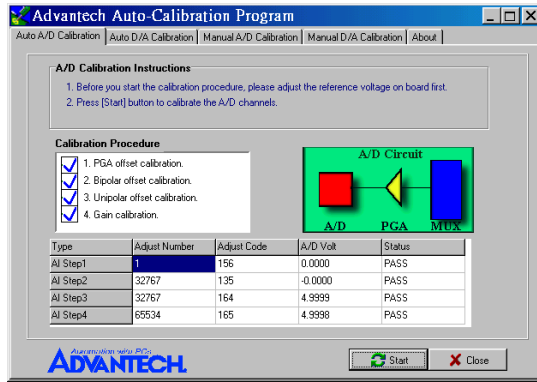 Advantech Auto-Calibration Program
Auto A/D Calibration Auto D/A Calibration Manual A/D Calibration Manual D/A Calibration About
A/D Calibration Instructions
1. Before you start the calibration procedure, please adjust the reference voltage on board first.
2. Press [Start] button to calibrate the A/D channels.
Calibration Procedure
1. PGA offset calibration.
2. Bipolar offset calibration.
3. Unipolar offset calibration.
4. Gain calibration.
A/D Circuit
A/D PGA MUX
Type Adjust Number Adjust Code A/D Volt Status
AI Step1 1 156 0.0000 PASS
AI Step2 32767 135 -0.0000 PASS
AI Step3 32767 164 4.9999 PASS
AI Step4 65534 165 4.9998 PASS
Automation with PCs
ADVANTECH.
Start Close